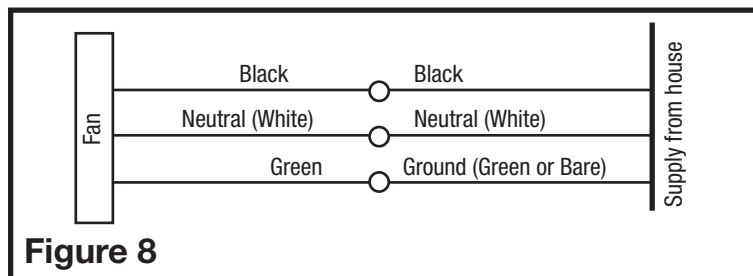 Fan
Black Black
Neutral (White) Neutral (White)
Green Ground (Green or Bare)
Supply from house
Figure 8